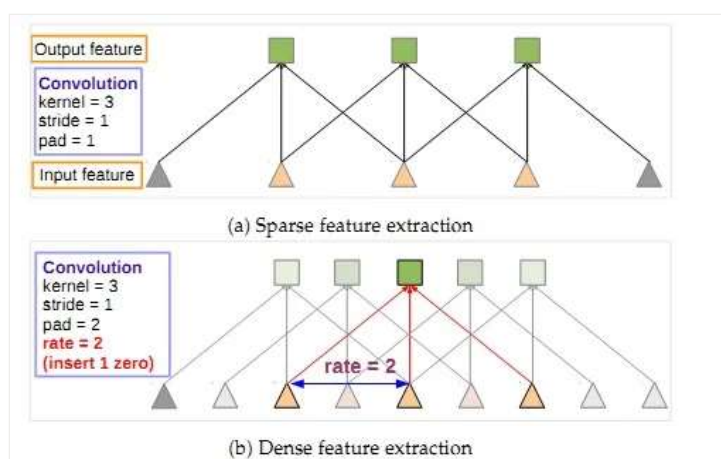 Output feature
Convolution
kernel = 3
stride = 1
pad = 1
Input feature
(a) Sparse feature extraction
Convolution
kernel = 3
stride = 1
pad = 2
rate = 2
(insert 1 zero)
rate = 2
(b) Dense feature extraction